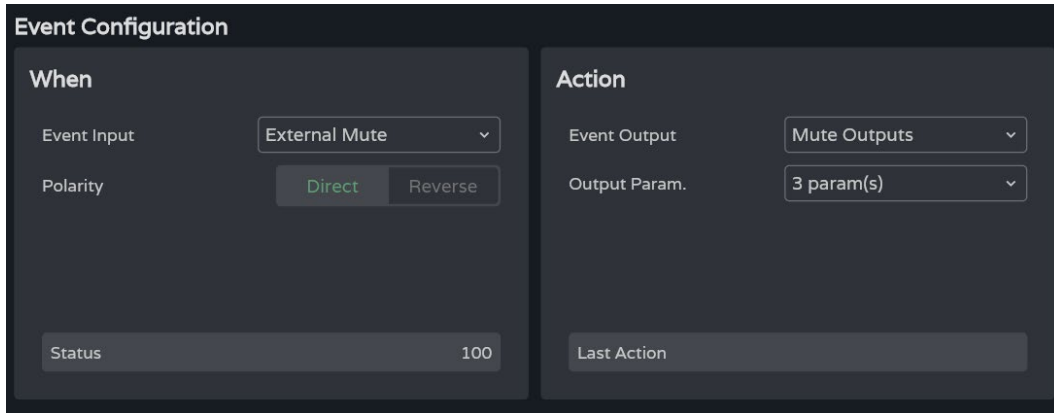 Event Configuration
When
Event Input External Mute
Polarity Direct Reverse
Status 100
Action
Event Output Mute Outputs
Output Param. 3 param(s)
Last Action